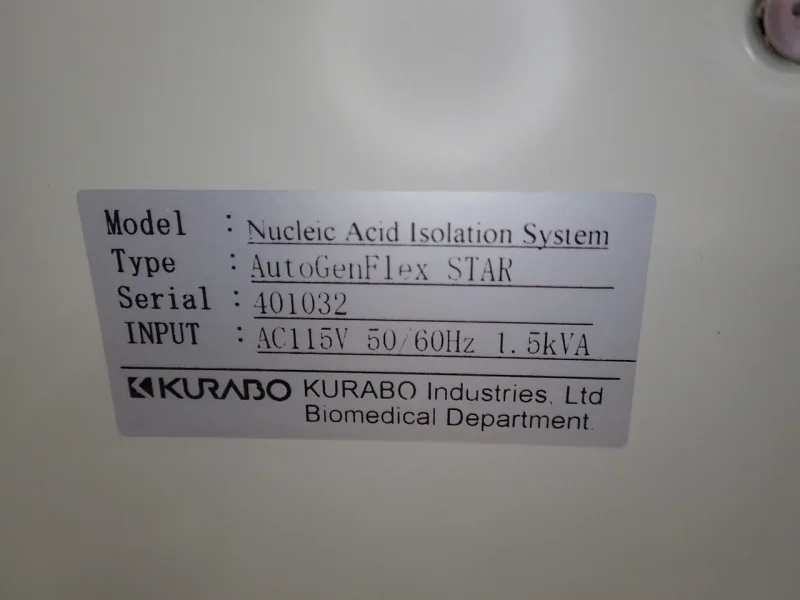 Model : Nucleic Acid Isolation System
Type : AutoGenFlex STAR
Serial : 401032
INPUT : AC115V 50/60Hz 1.5kVA
KURABO KURABO Industries, Ltd
Biomedical Department.